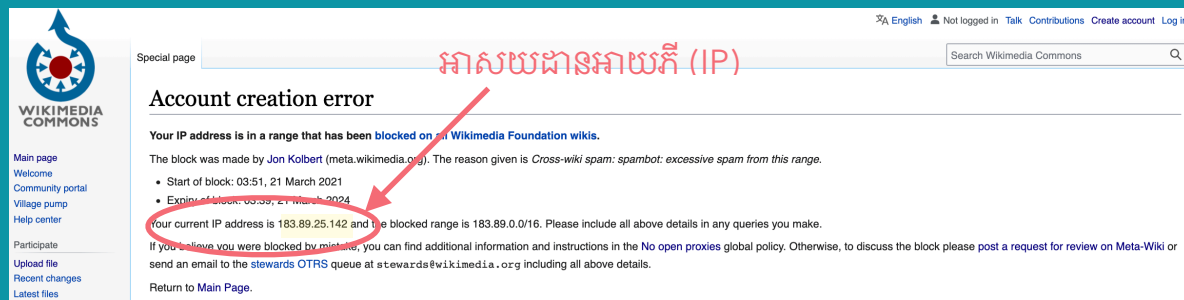 English Not logged in Talk Contributions Create account Log in
Special page
Search Wikimedia Commons
អាសយដានអាយភី (IP)
WIKIMEDIA
COMMONS
Account creation error
Your IP address is in a range that has been blocked on all Wikimedia Foundation wikis.
The block was made by Jon Kolbert (meta.wikimedia.org). The reason given is Cross-wiki spam: spambot: excessive spam from this range.
• Start of block: 03:51, 21 March 2021
• Expiry of block: 03:39, 21 March 2024
Your current IP address is 183.89.25.142 and the blocked range is 183.89.0.0/16. Please include all above details in any queries you make.
If you believe you were blocked by mistake, you can find additional information and instructions in the No open proxies global policy. Otherwise, to discuss the block please post a request for review on Meta-Wiki or
send an email to the stewards OTRS queue at stewards@wikimedia.org including all above details.
Return to Main Page.
Main page
Welcome
Community portal
Village pump
Help center
Participate
Upload file
Recent changes
Latest files